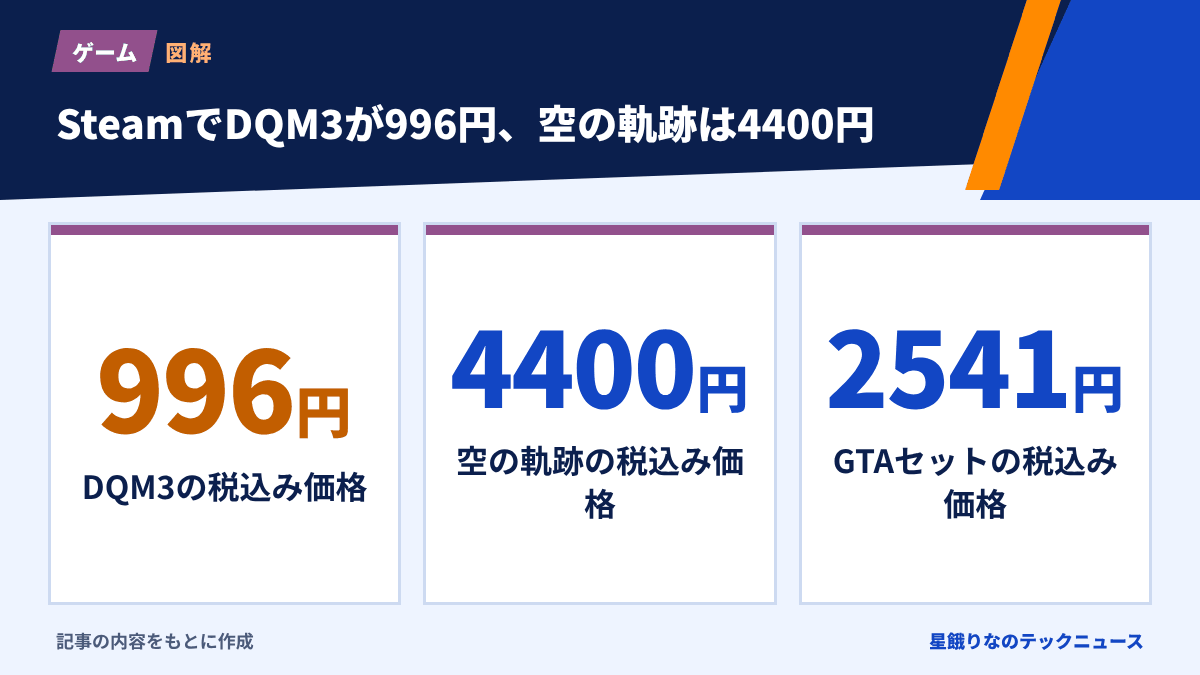 ゲーム 図解
SteamでDQM3が996円、空の軌跡は4400円
996円
DQM3の税込み価格
4400円
空の軌跡の税込み価
格
2541円
GTAセットの税込み
価格
記事の内容をもとに作成
星餓りなのテックニュース